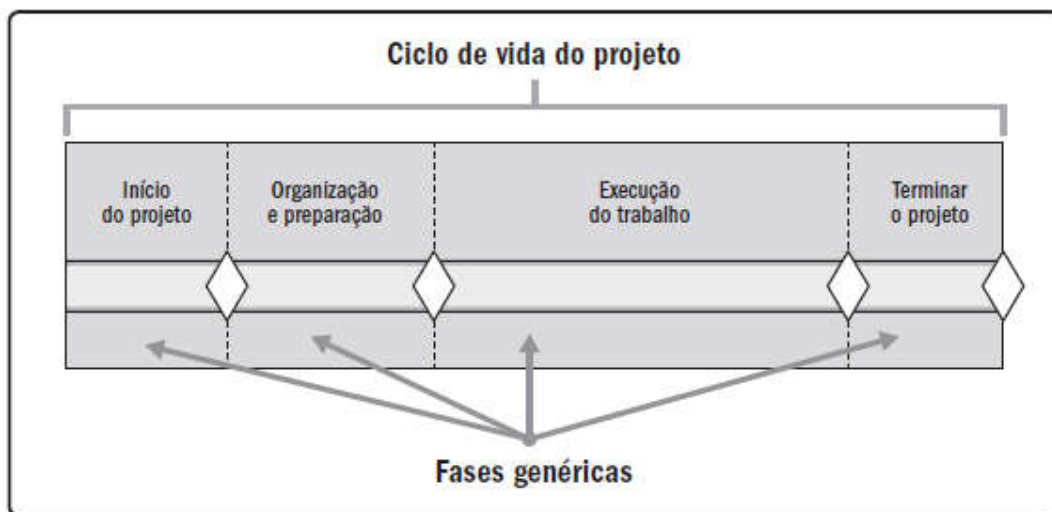 Ciclo de vida do projeto
Início
do projeto
Organização
e preparação
Execução
do trabalho
Terminar
o projeto
Fases genéricas